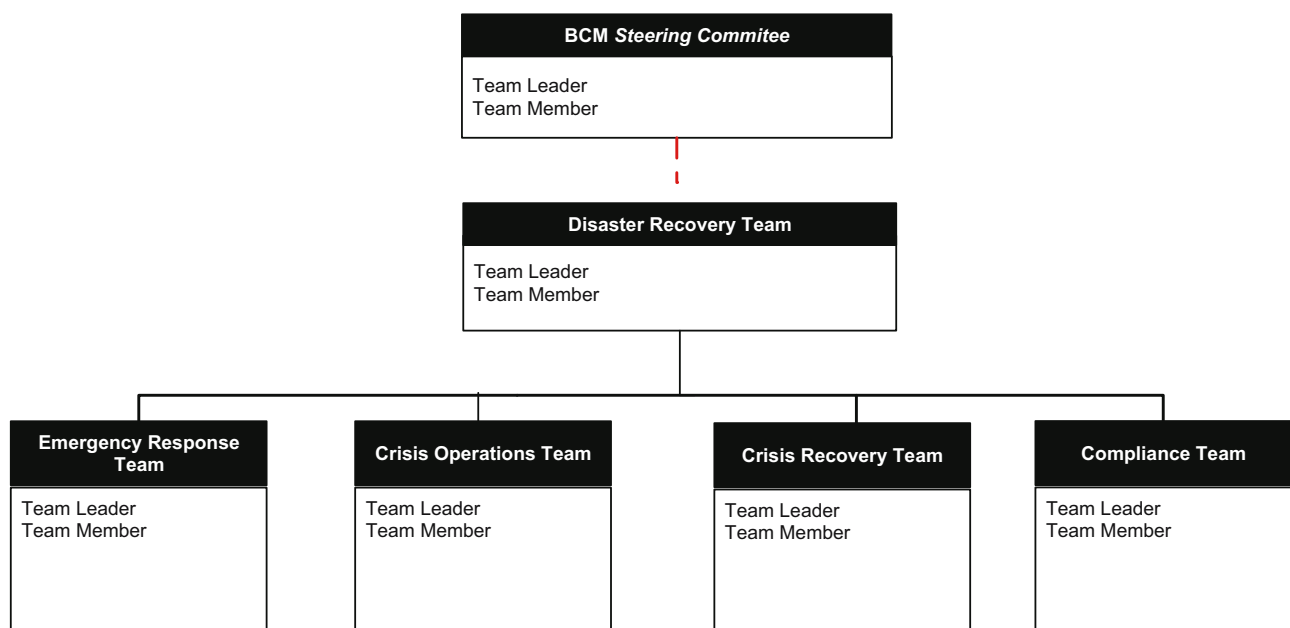 BCM Steering Commitee
Team Leader
Team Member
Disaster Recovery Team
Team Leader
Team Member
Emergency Response
Team
Team Leader
Team Member
Crisis Operations Team
Team Leader
Team Member
Crisis Recovery Team
Team Leader
Team Member
Compliance Team
Team Leader
Team Member